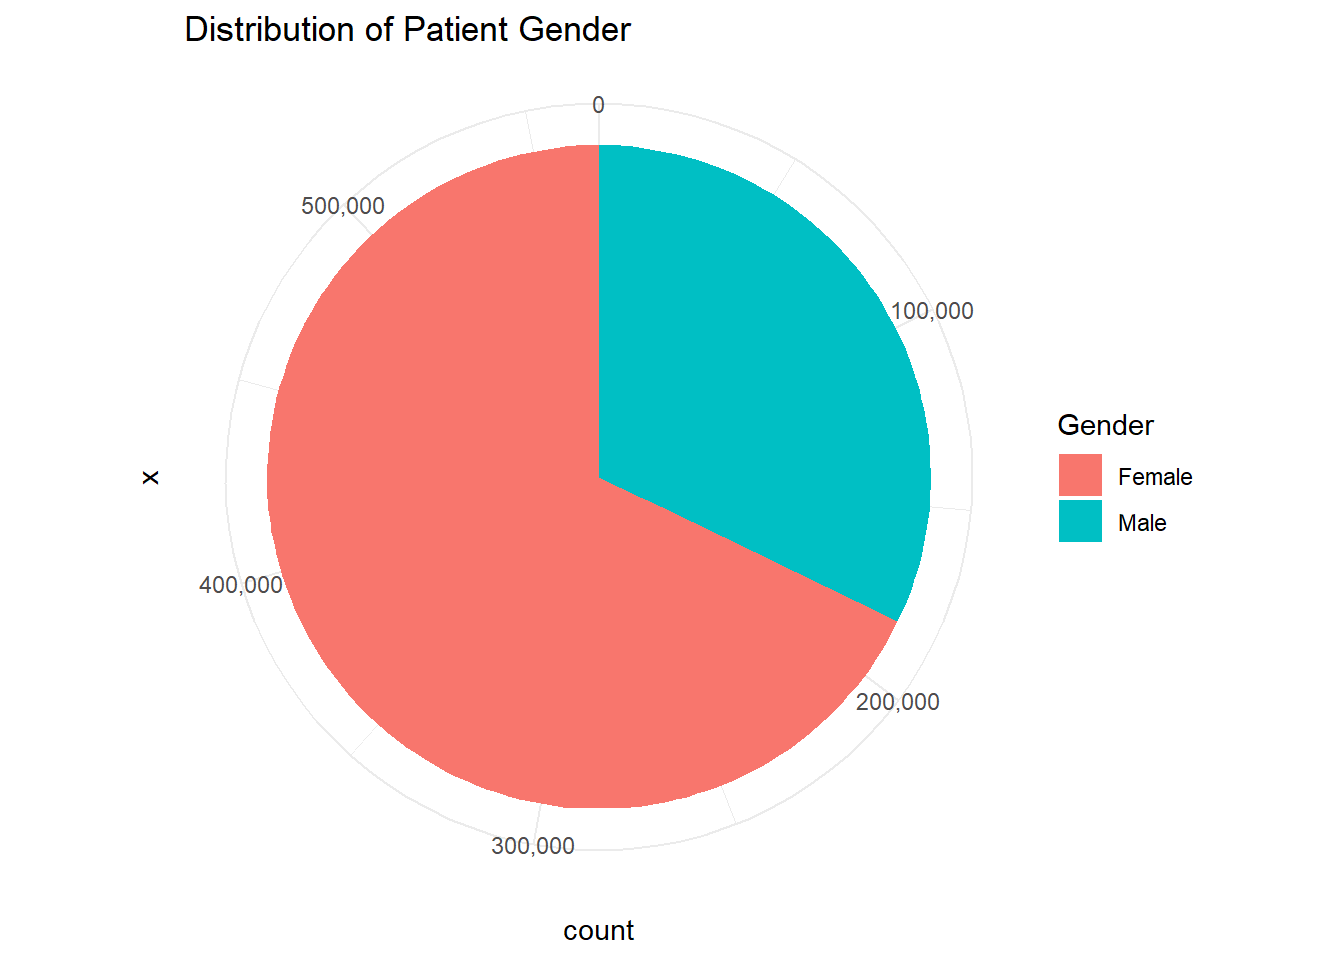 Distribution of Patient Gender
0
500,000
100,000
Gender
Female
Male
x
400,000
200,000
300,000
count